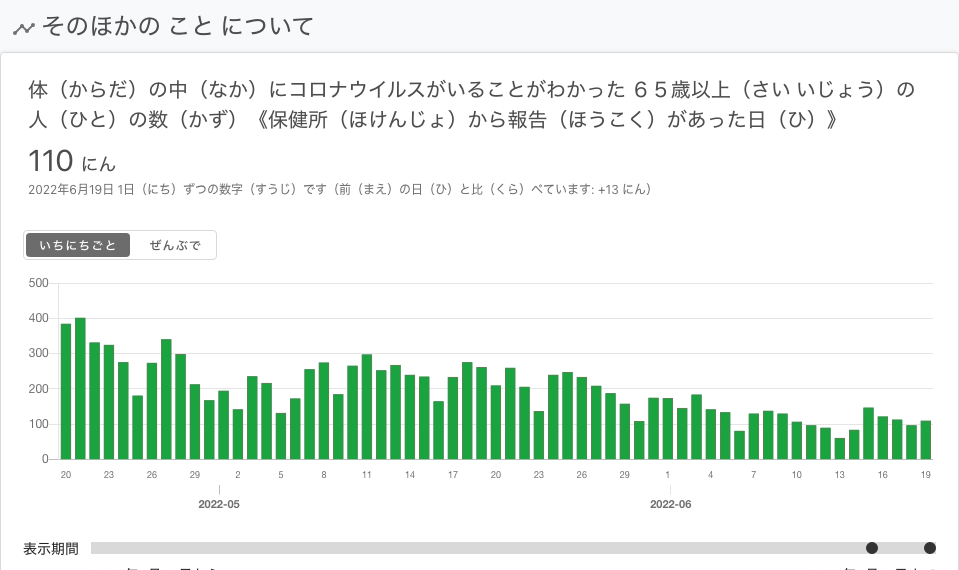 そのほかの こと について
体（からだ）の中（なか）にコロナウイルスがいることがわかった ６５歳以上（さい いじょう）の
人（ひと）の数（かず）《保健所（ほけんじょ）から報告（ほうこく）があった日（ひ）》
110 にん
2022年6月19日 1日（にち）ずつの数字（すうじ）です（前（まえ）の日（ひ）と比（くら）べています: +13 にん）
いちにちごと ぜんぶで
500
400
300
200
100
0
20 23 26 29 2 5 8 11 14 17 20 23 26 29 1 4 7 10 13 16 19
2022-05 2022-06
表示期間